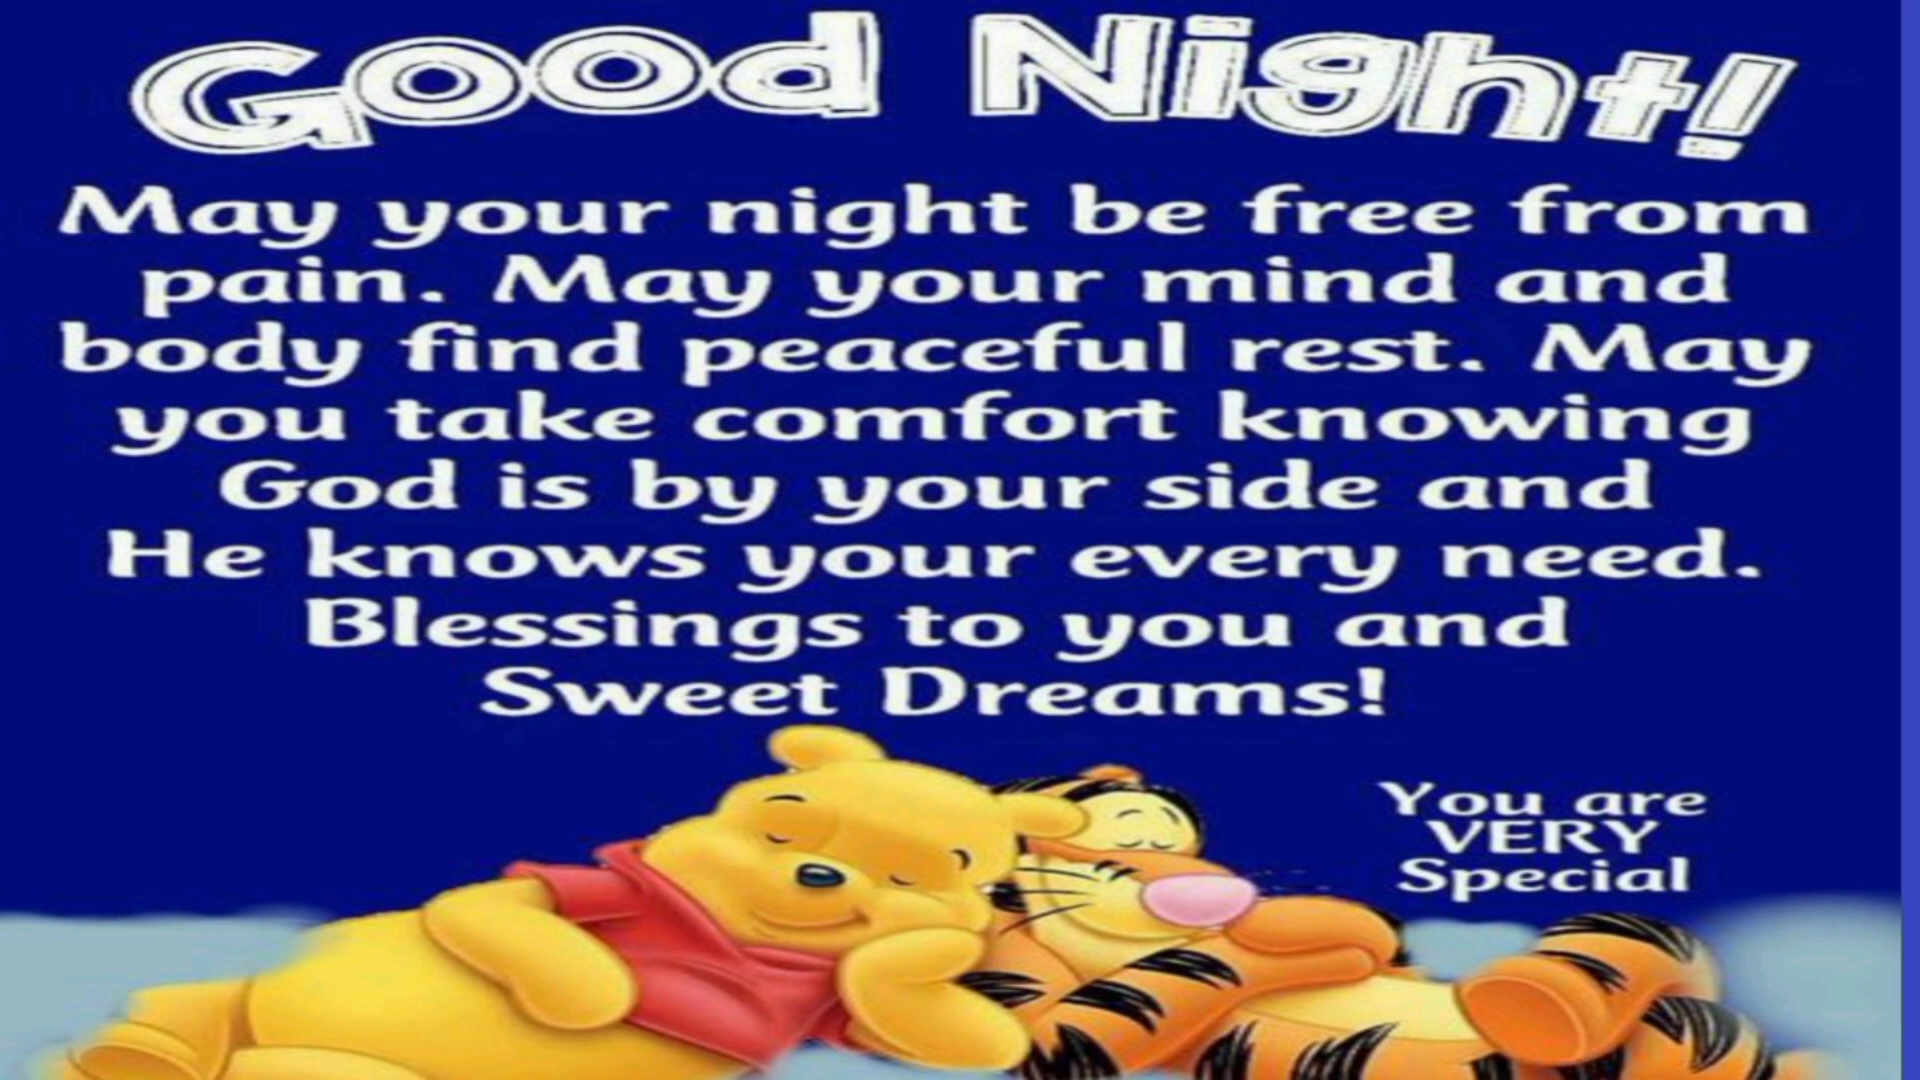 Good Night!
May your night be free from
pain. May your mind and
body find peaceful rest. May
you take comfort knowing
God is by your side and
He knows your every need.
Blessings to you and
Sweet Dreams!
You are
VERY
Special